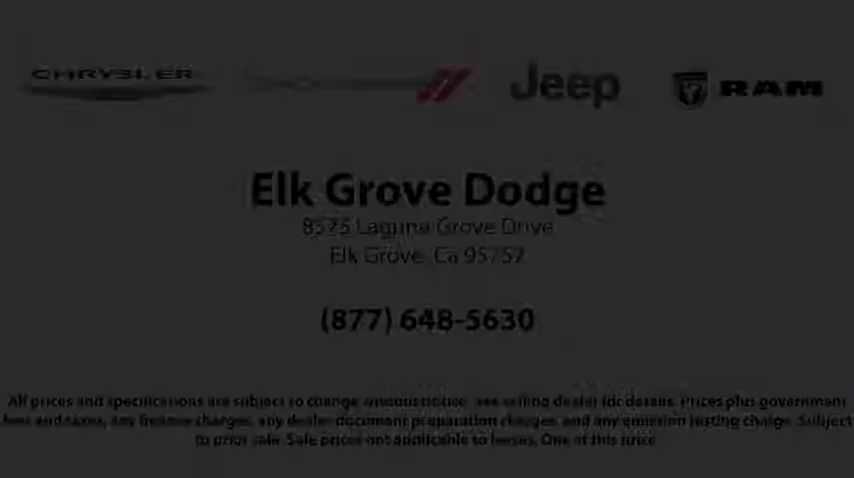 CHRYSLER DODGE Jeep RAM
Elk Grove Dodge
8575 Laguna Grove Drive
Elk Grove, Ca 95757
(877) 648-5630
All prices and specifications are subject to change without notice, see selling dealer for details. Prices plus government
fees and taxes, any finance charges, any dealer document preparation charges, and any emission testing charge. Subject
to prior sale. Sale prices not applicable to leases. One at this price